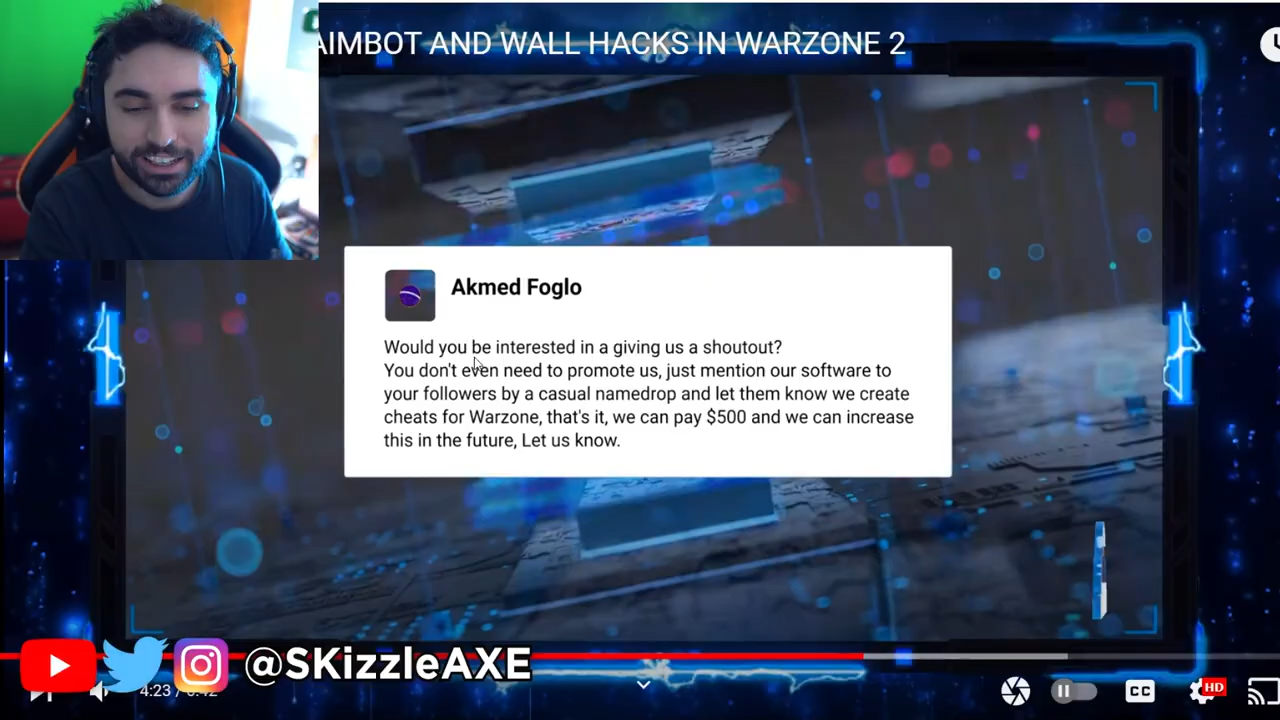 AIMBOT AND WALL HACKS IN WARZONE 2
Akmed Foglo
Would you be interested in a giving us a shoutout?
You don't even need to promote us, just mention our software to
your followers by a casual namedrop and let them know we create
cheats for Warzone, that's it, we can pay $500 and we can increase
this in the future, Let us know.
@SKizzleAXE
4:23 /
CC
HD